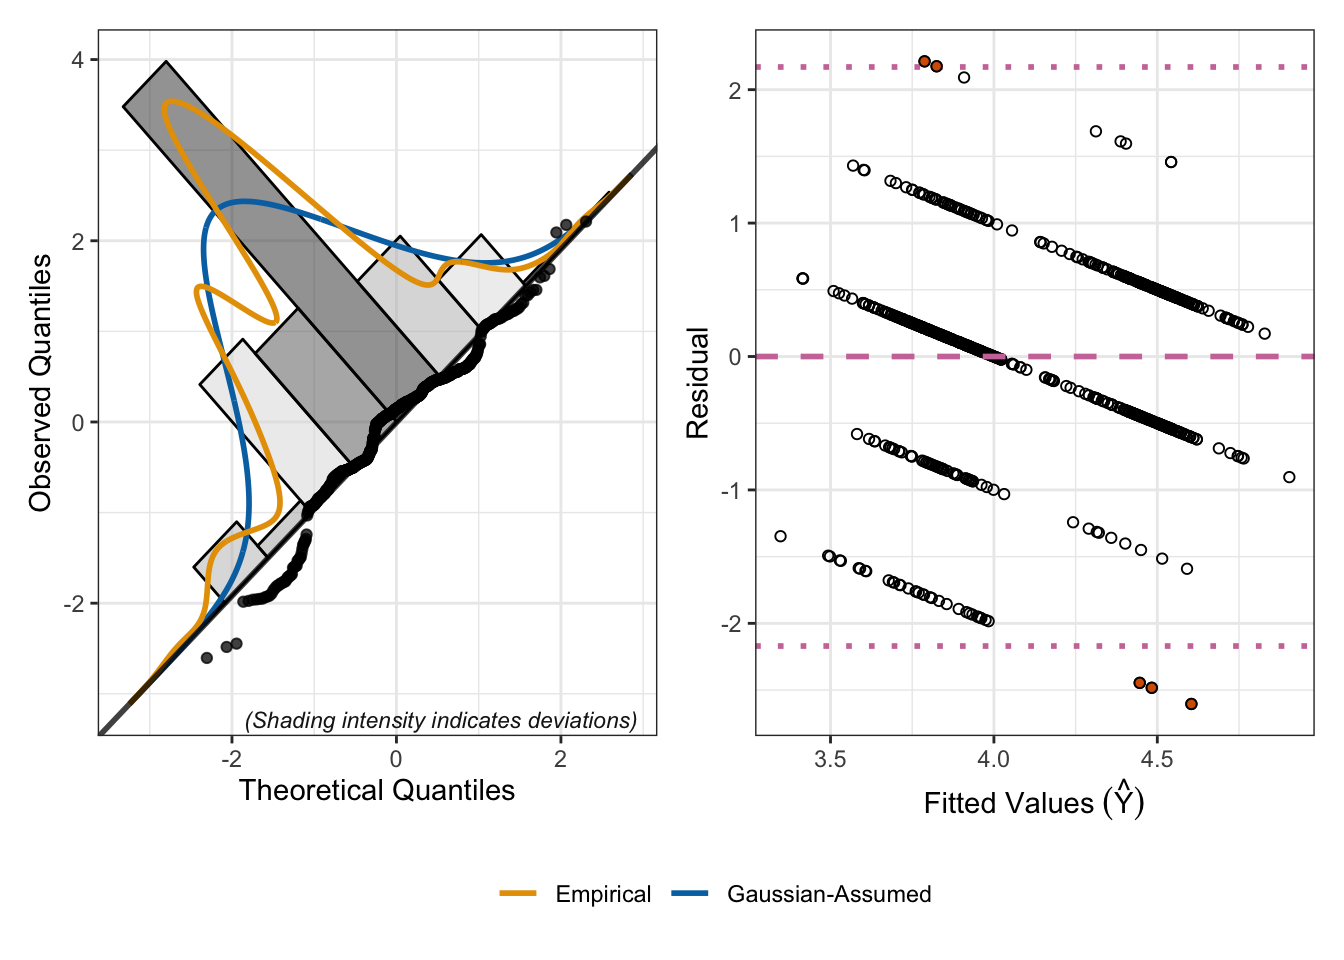 4
2
0
-2
-2
0
2
Observed Quantiles
(Shading intensity indicates deviations)
Theoretical Quantiles
2
1
0
-1
-2
3.5
4.0
4.5
Residual
Fitted Values (Ŷ)
Empirical
Gaussian-Assumed